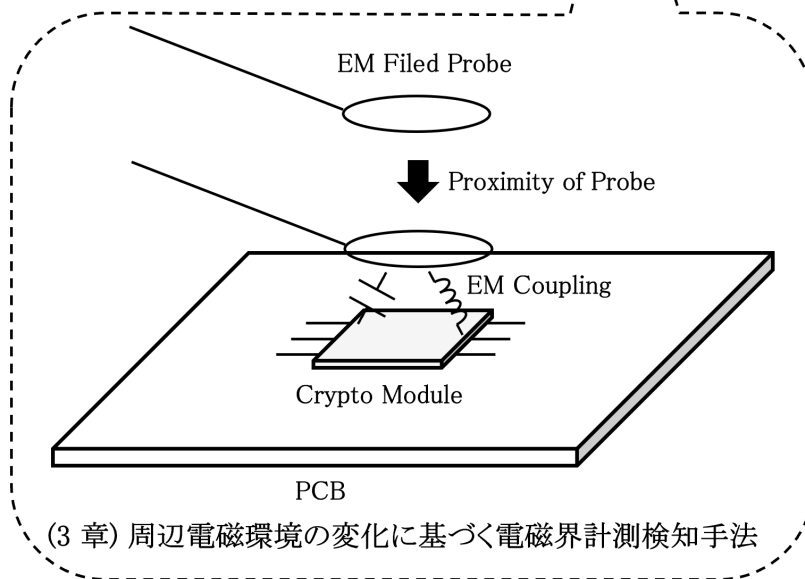 EM Filed Probe
Proximity of Probe
EM Coupling
Crypto Module
PCB
(3 章) 周辺電磁環境の変化に基づく電磁界計測検知手法